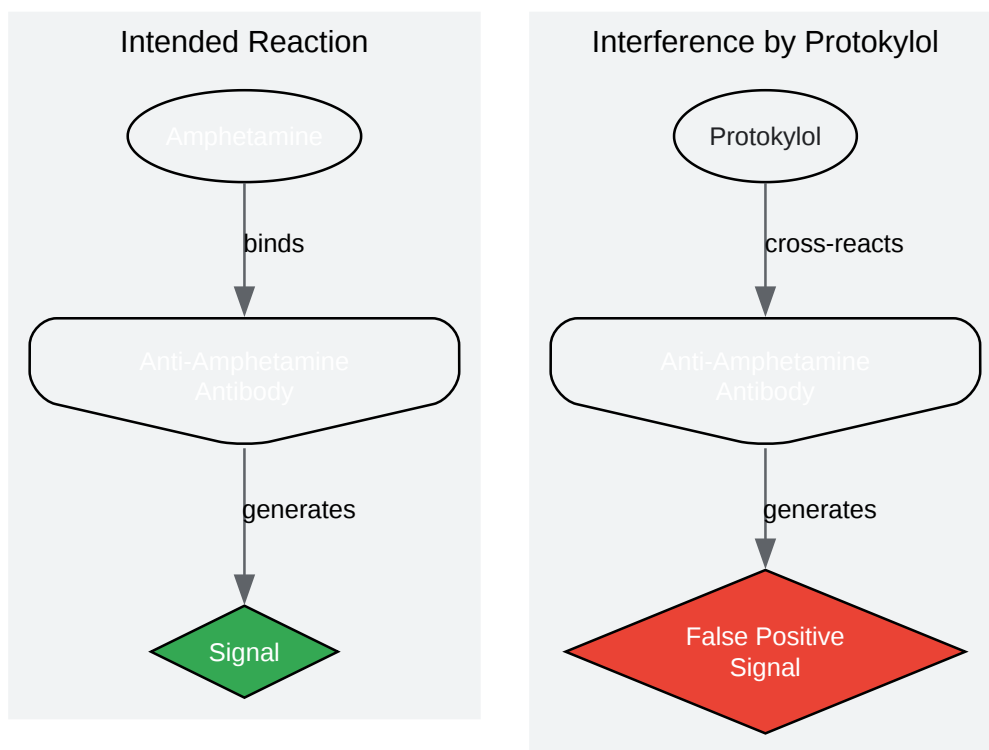 Intended Reaction
Amphetamine
binds
Anti-Amphetamine
Antibody
generates
Signal
Interference by Protokylol
Protokylol
cross-reacts
Anti-Amphetamine
Antibody
generates
False Positive
Signal